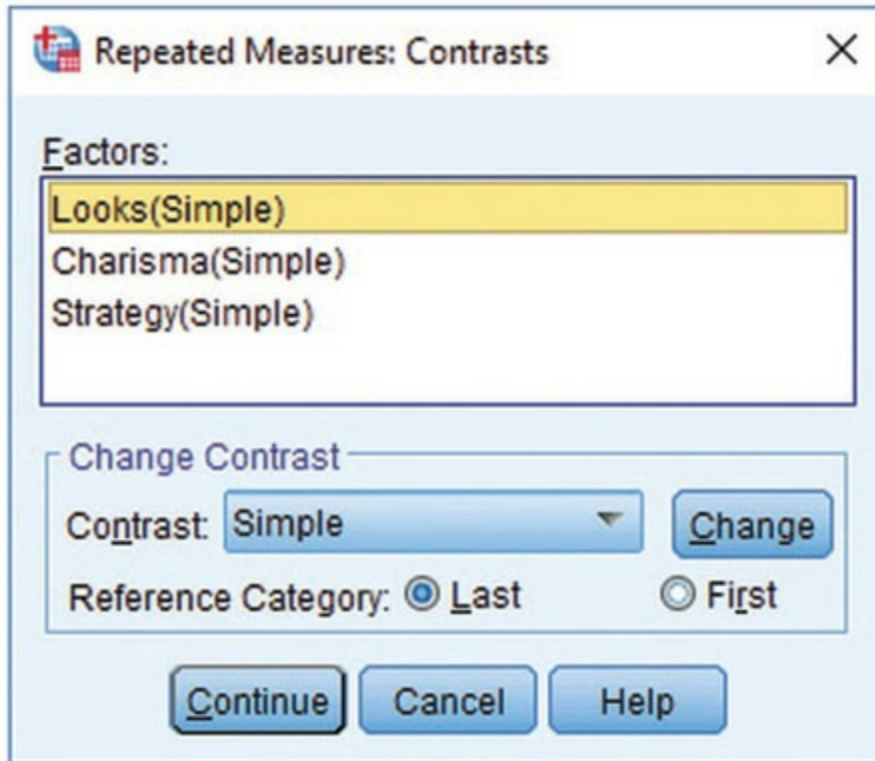 Repeated Measures: Contrasts
Factors:
Looks(Simple)
Charisma(Simple)
Strategy(Simple)
Change Contrast
Contrast: Simple Change
Reference Category: Last First
Continue Cancel Help